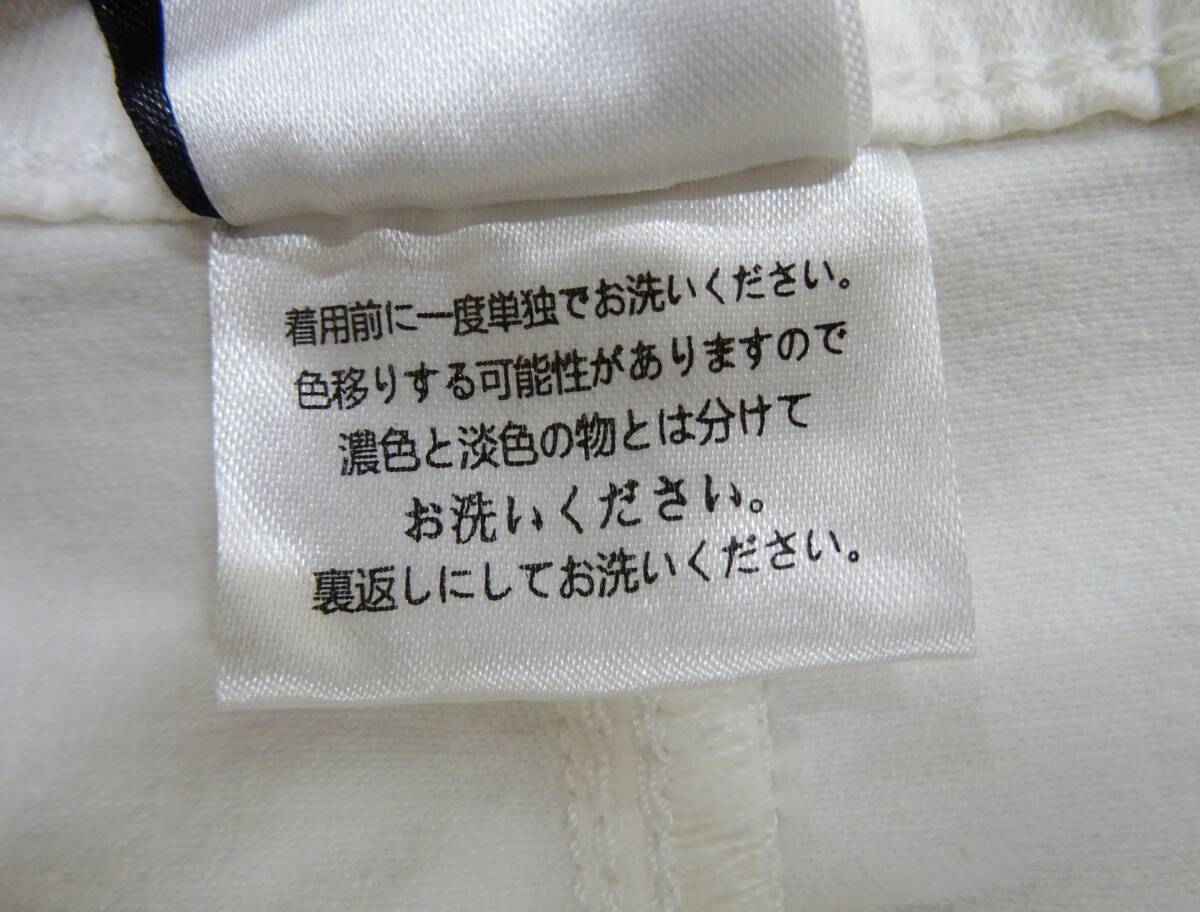 着用前に一度単独でお洗いください。
色移りする可能性がありますので
濃色と淡色の物とは分けて
お洗いください。
裏返しにしてお洗いください。